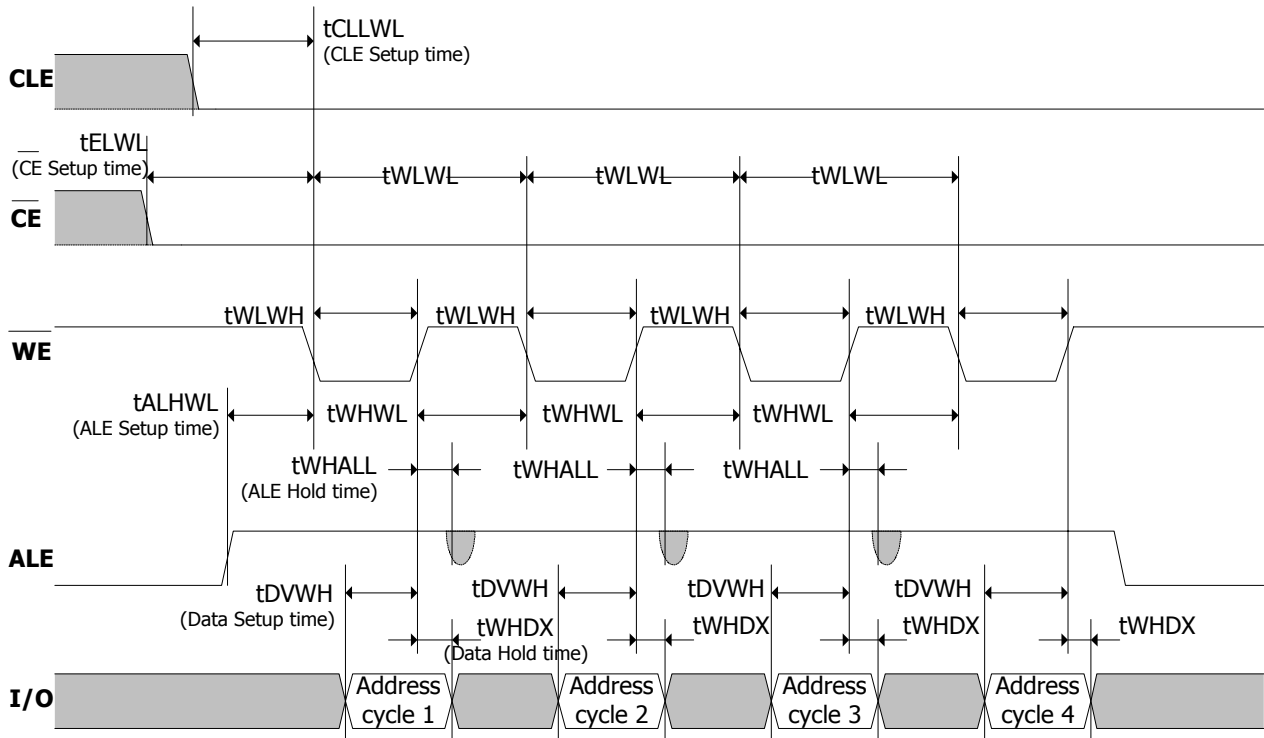 tCLLWL
(CLE Setup time)
CLE
tELWL
(CE Setup time)
tWLWL tWLWL tWLWL
CE
tWLWH tWLWH tWLWH tWLWH
WE
tALHWL
(ALE Setup time)
tWHWL tWHWL tWHWL
tWHALL tWHALL tWHALL
(ALE Hold time)
ALE
tDVWH tDVWH tDVWH tDVWH
(Data Setup time)
tWHDX tWHDX tWHDX tWHDX
(Data Hold time)
I/O
Address
cycle 1
Address
cycle 2
Address
cycle 3
Address
cycle 4